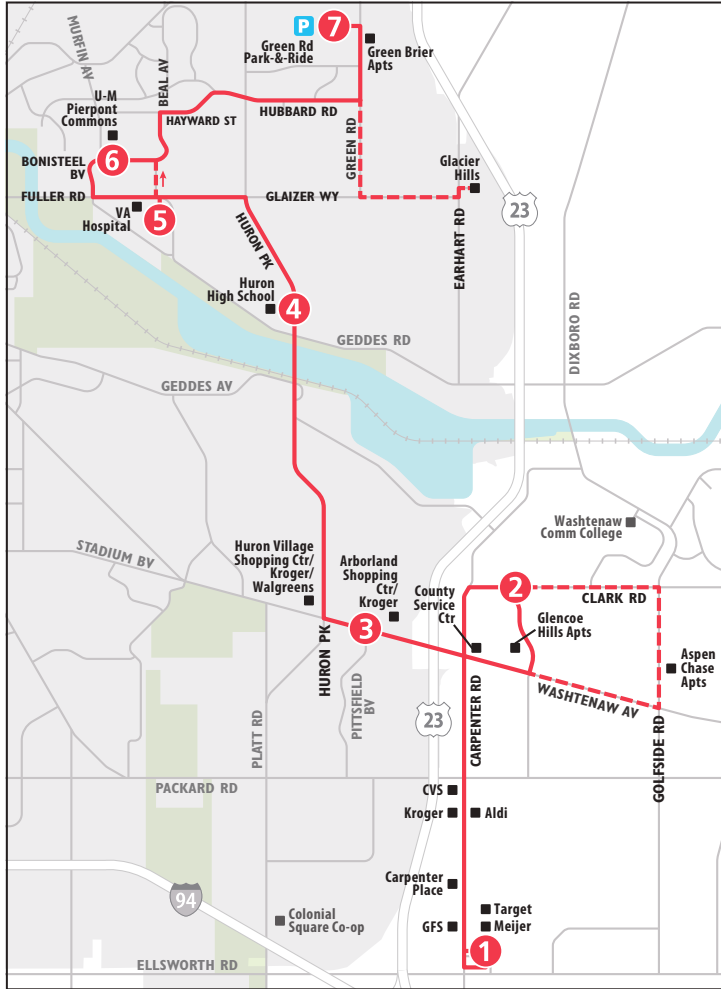 MURFIN AV
BEAL AV
P
7
Green Rd
Park-&-Ride
Green Brier
Apts
U-M
Pierpont
Commons
HAYWARD ST
HUBBARD RD
GREEN RD
BONISTEEL
BV
6
Glacier
Hills
FULLER RD
GLAIZER WY
VA
Hospital
5
23
EARHART RD
HURON PK
Huron
High School
4
GEDDES RD
DIXBORO RD
GEDDES AV
Washtenaw
Comm College
STADIUM BV
Huron Village
Shopping Ctr/
Kroger/
Walgreens
Arborland
Shopping
Ctr/
Kroger
County
Service
Ctr
2
CLARK RD
Glencoe
Hills Apts
3
HURON PK
PITTSFIELD
BV
PLATT RD
23
CARPENTER RD
WASHTENAW AV
Aspen
Chase
Apts
GOLFSIDE RD
PACKARD RD
CVS
Kroger
Aldi
Carpenter
Place
94
Colonial
Square Co-op
Target
GFS
Meijer
1
ELLSWORTH RD